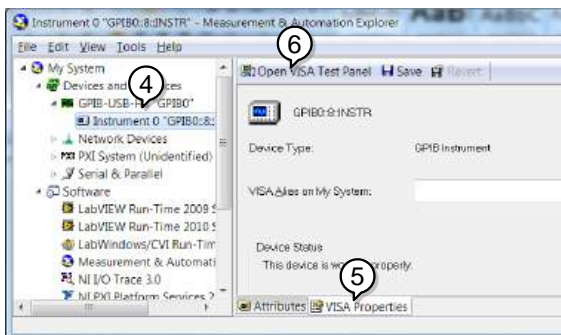 Instrument 0 "GPIB0::8::INSTR" - Measurement & Automation Explorer
File Edit View Tools Help
6
Open VISA Test Panel Save Revert
My System
4
Devices and
GPIB-USB- "GPIB0"
Instrument 0 "GPIB0::8::
Network Devices
PXI System (Unidentified)
Serial & Parallel
Software
LabVIEW Run-Time 2009
LabVIEW Run-Time 2010
LabWindows/CVI Run-Tim
Measurement & Automati
NI I/O Trace 3.0
NI PXI Platform Services 2
GPIB0::8::INSTR
Device Type: GPIB Instrument
VISA Alias on My System:
Device Status
This device is properly.
5
Attributes VISA Properties